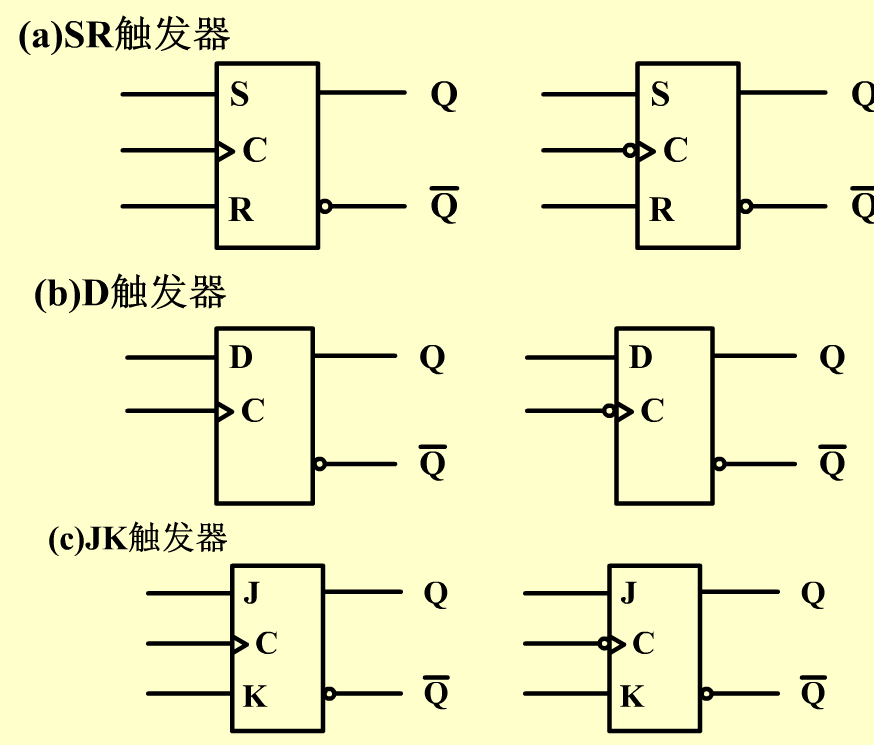 (a)SR触发器
S Q S Q
C C
R Q̅ R Q̅
(b)D触发器
D Q D Q
C C
Q̅ Q̅
(c)JK触发器
J Q J Q
C C
K Q̅ K Q̅